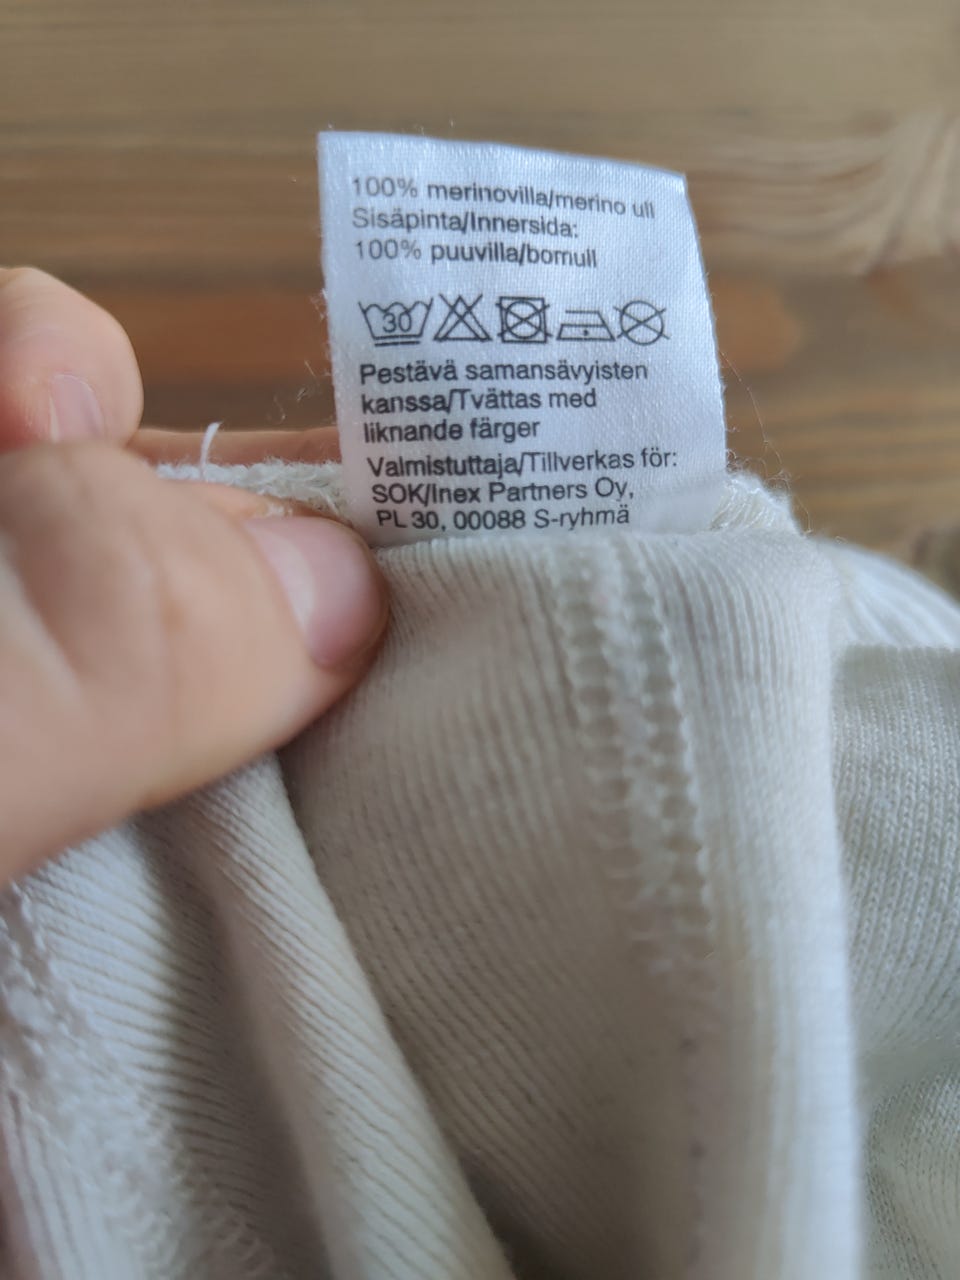 100% merinovilla/merino ull
Sisäpinta/Innersida:
100% puuvilla/bomull
30
Pestävä samansävyisten
kanssa/Tvättas med
liknande färger
Valmistuttaja/Tillverkas för:
SOK/Inex Partners Oy,
PL 30, 00088 S-ryhmä